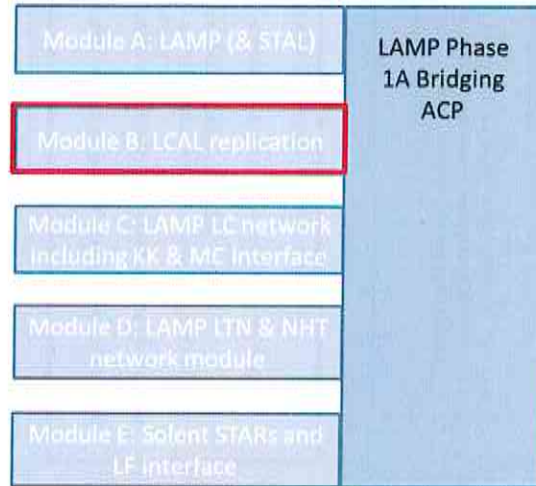 Module A: LAMP (& STAL)
LAMP Phase
1A Bridging
ACP
Module B: LCAL replication
Module C: LAMP LC network
including KK & MC interface
Module D: LAMP LTN & NHT
network module
Module E: Solent STARs and
LF interface